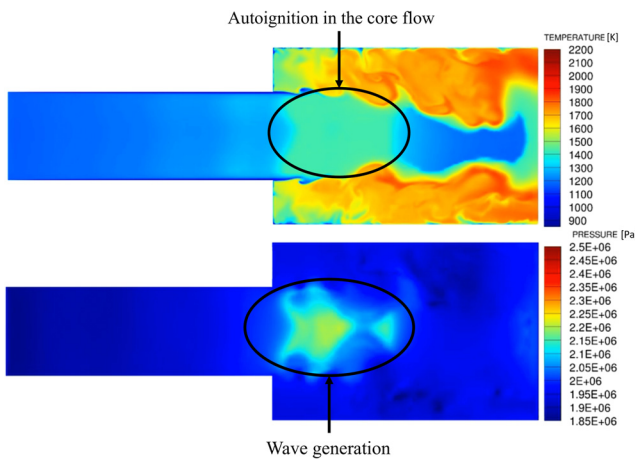 Autoignition in the core flow
TEMPERATURE [K]
2200
2100
2000
1900
1800
1700
1600
1500
1400
1300
1200
1100
1000
900
PRESSURE [Pa
2.5E+06
2.45E+06
2.4E+06
2.35E+06
2.3E+06
2.25E+06
2.2E+06
2.15E+06
2.1E+06
2.05E+06
2E+06
1.95E+06
1.9E+06
1.85E+06
Wave generation